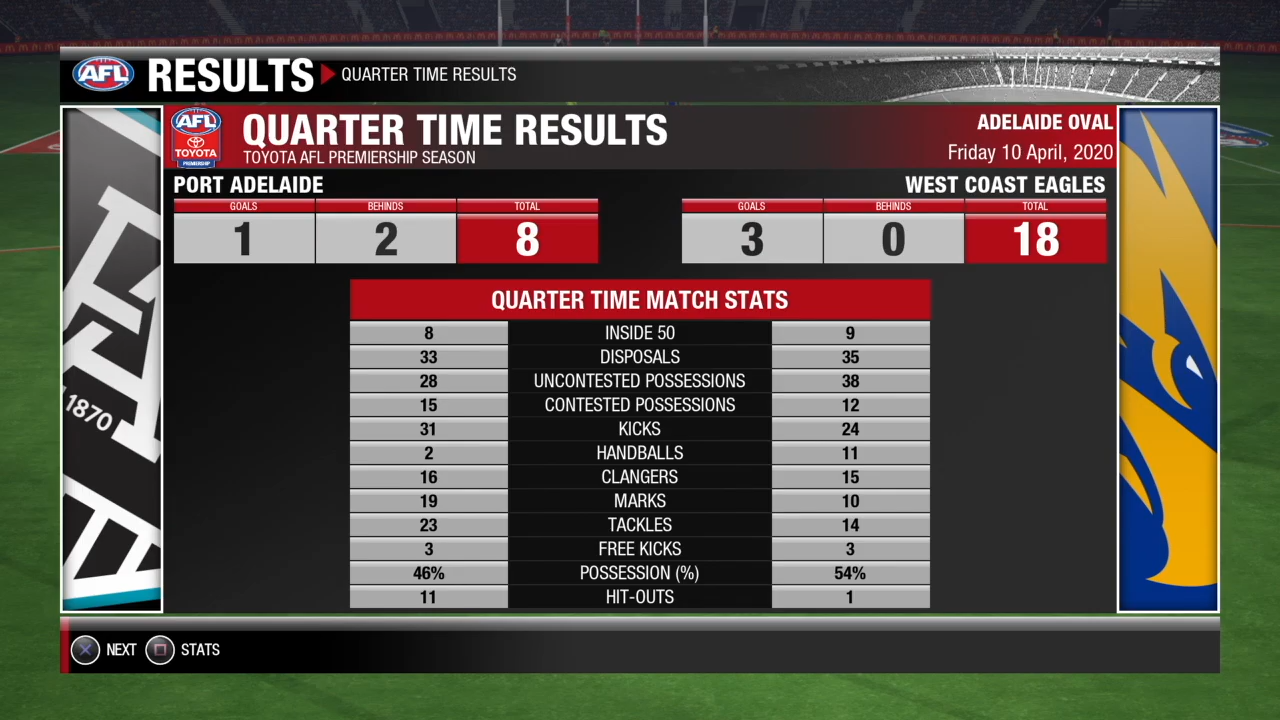 AFL RESULTS QUARTER TIME RESULTS
AFL
TOYOTA
PREMIERSHIP
QUARTER TIME RESULTS
TOYOTA AFL PREMIERSHIP SEASON
ADELAIDE OVAL
Friday 10 April, 2020
PORT ADELAIDE
WEST COAST EAGLES
GOALS BEHINDS TOTAL GOALS BEHINDS TOTAL
1 2 8 3 0 18
QUARTER TIME MATCH STATS
8 INSIDE 50 9
33 DISPOSALS 35
28 UNCONTESTED POSSESSIONS 38
15 CONTESTED POSSESSIONS 12
31 KICKS 24
2 HANDBALLS 11
16 CLANGERS 15
19 MARKS 10
23 TACKLES 14
3 FREE KICKS 3
46% POSSESSION (%) 54%
11 HIT-OUTS 1
1870
NEXT STATS